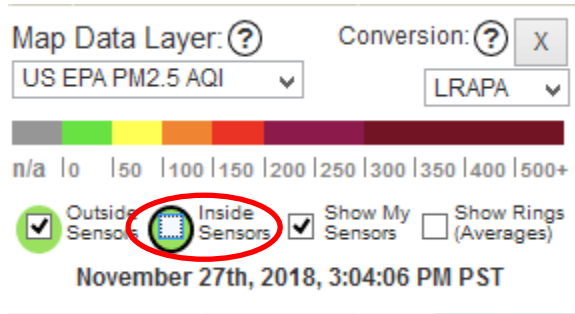 Map Data Layer: ? Conversion: ? X
US EPA PM2.5 AQI LRAPA
n/a |0 |50 |100 |150 |200 |250 |300 |350 |400 |500+
Outside Inside Show My Show Rings
Sensors Sensors Sensors (Averages)
November 27th, 2018, 3:04:06 PM PST